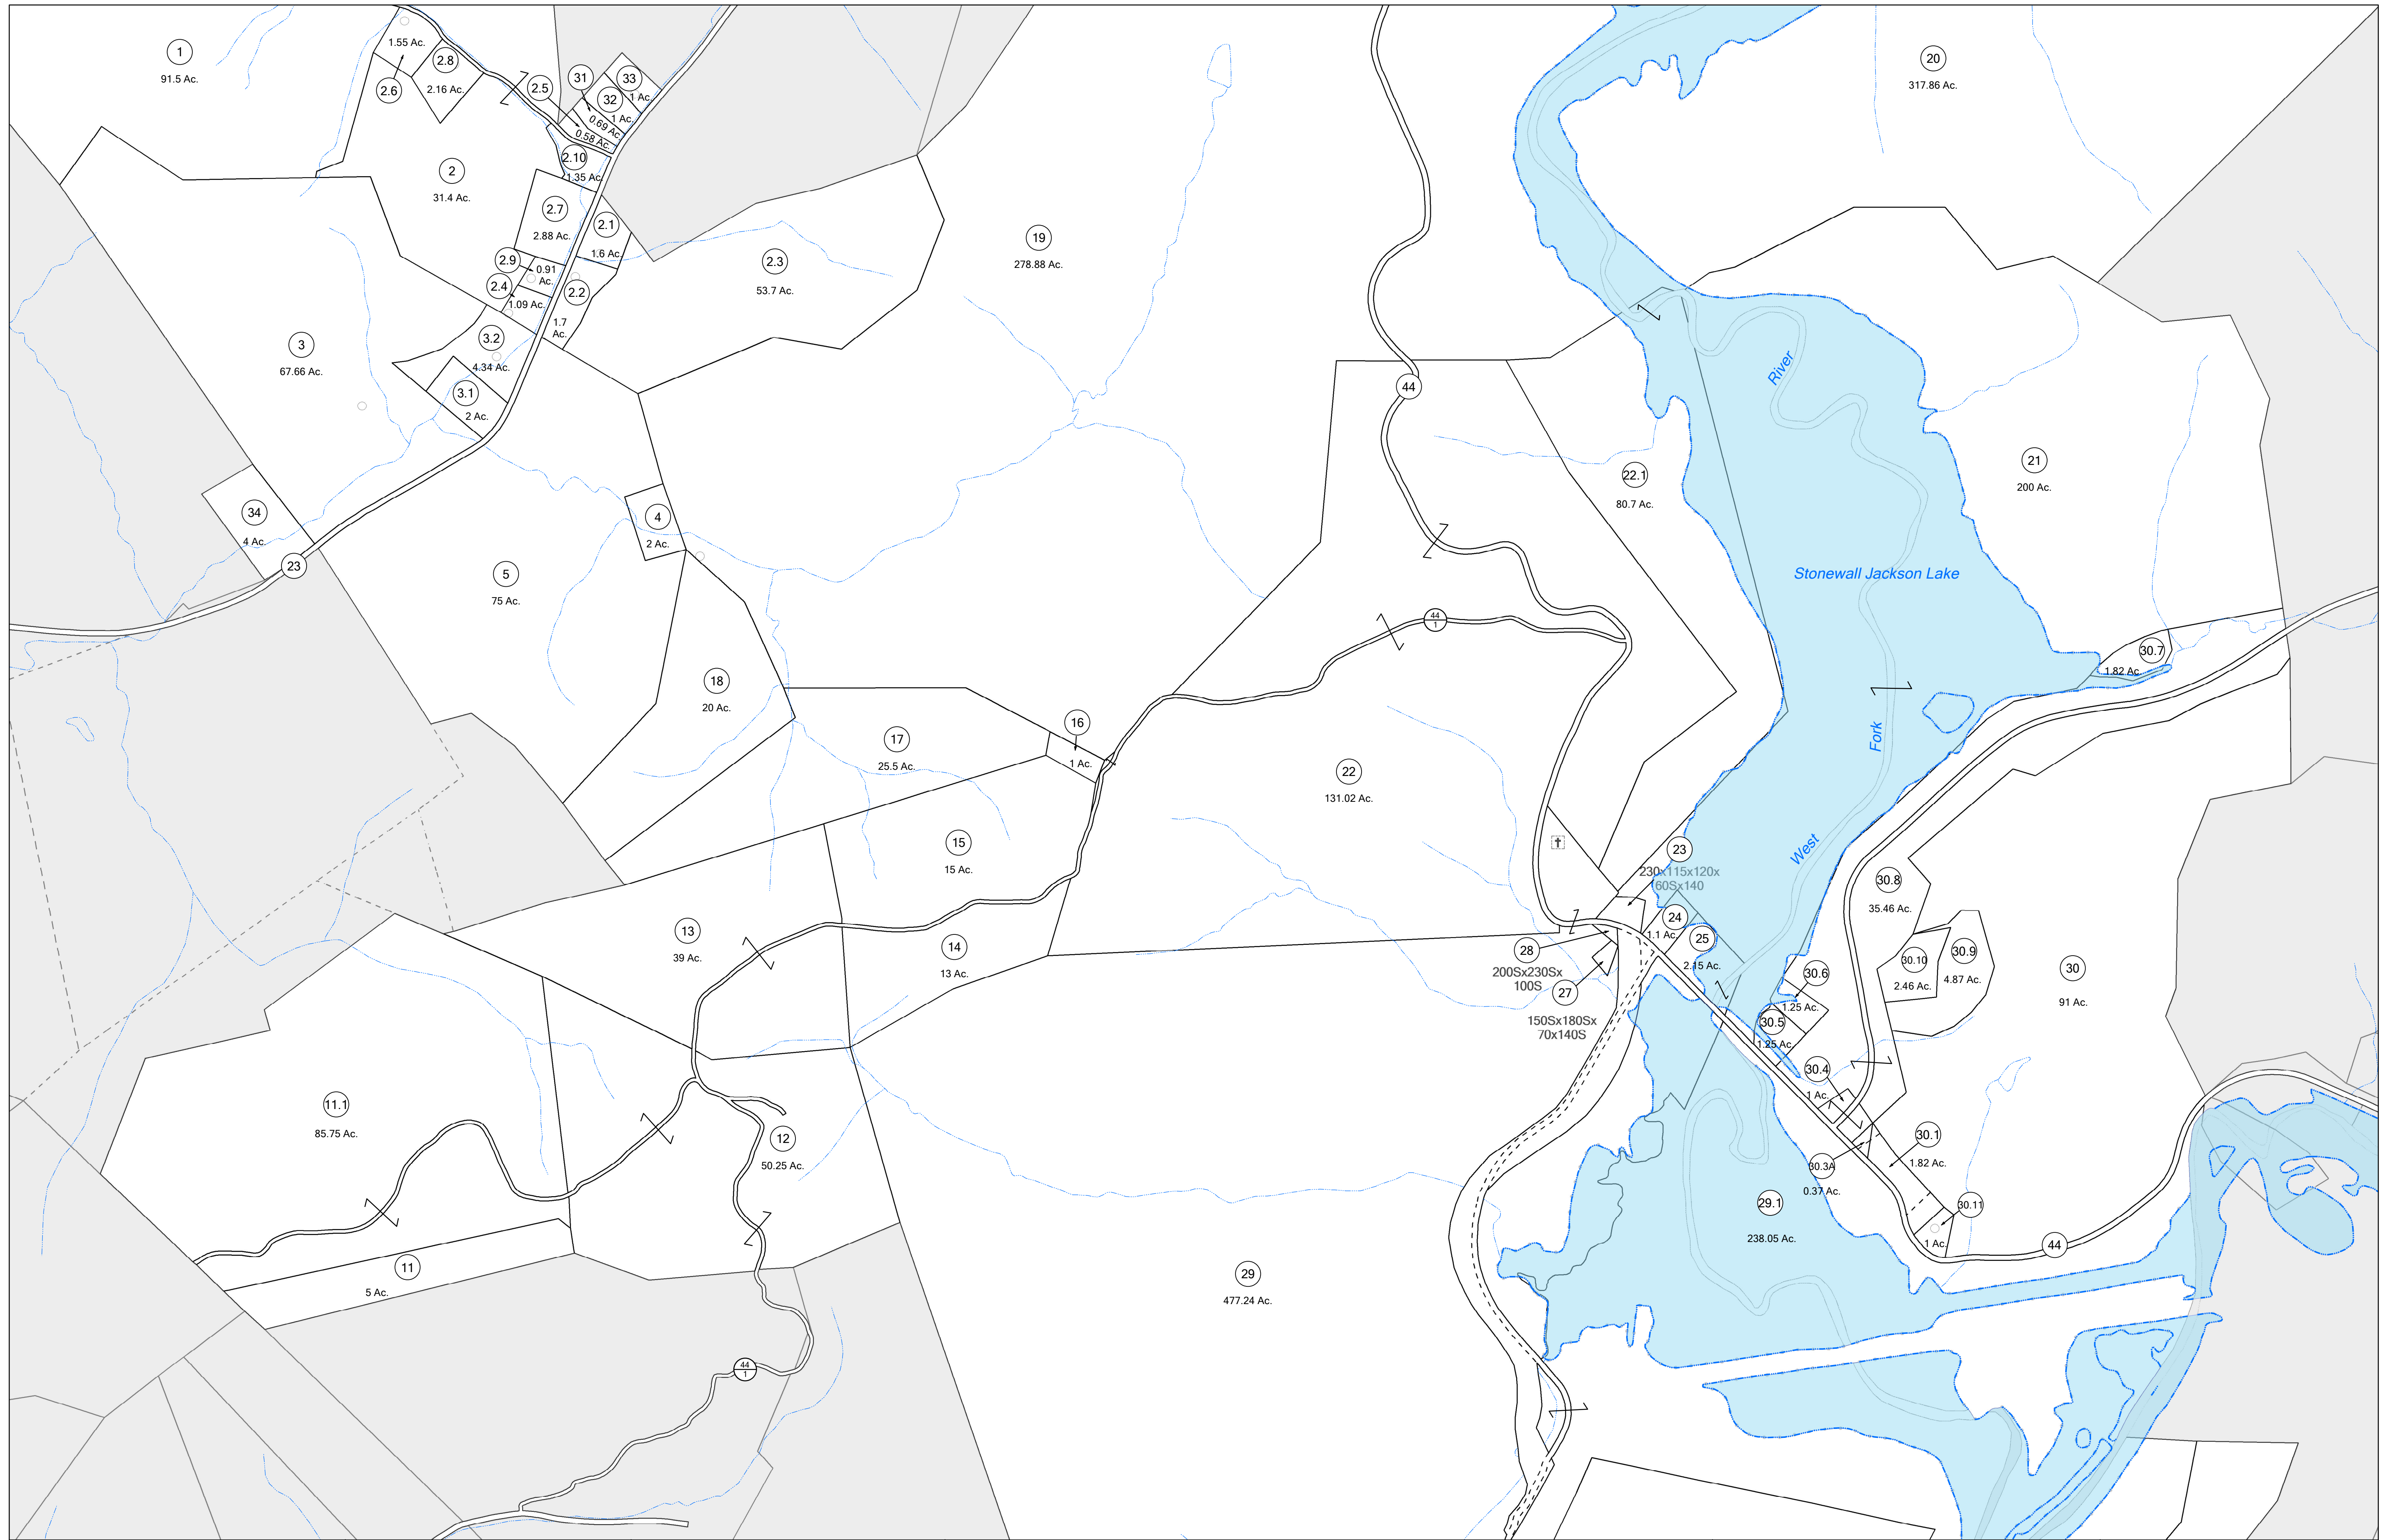 1
91.5 Ac.
1.55 Ac.
2.6
2.8
2.16 Ac.
2.5
31
33
1 Ac.
32
1 Ac.
0.69 Ac.
0.58 Ac.
2.10
1.35 Ac.
2
31.4 Ac.
2.7
2.88 Ac.
2.1
1.6 Ac.
2.9
0.91
Ac.
2.4
1.09 Ac.
2.2
1.7
Ac.
2.3
53.7 Ac.
19
278.88 Ac.
20
317.86 Ac.
3
67.66 Ac.
3.2
4.34 Ac.
3.1
2 Ac.
44
River
22.1
80.7 Ac.
21
200 Ac.
34
4 Ac.
23
4
2 Ac.
5
75 Ac.
Stonewall Jackson Lake
44
1
30.7
1.82 Ac.
18
20 Ac.
17
25.5 Ac.
16
1 Ac.
Fork
22
131.02 Ac.
West
15
15 Ac.
23
230x115x120x
60Sx140
30.8
35.46 Ac.
13
39 Ac.
14
13 Ac.
24
1.1 Ac.
25
2.15 Ac.
28
200Sx230Sx
100S
27
150Sx180Sx
70x140S
30.6
1.25 Ac.
30.5
1.25 Ac.
30.10
2.46 Ac.
30.9
4.87 Ac.
30
91 Ac.
30.4
1 Ac.
11.1
85.75 Ac.
12
50.25 Ac.
30.1
1.82 Ac.
30.3A
0.37 Ac.
29.1
238.05 Ac.
30.11
1 Ac.
44
11
5 Ac.
29
477.24 Ac.
44
1